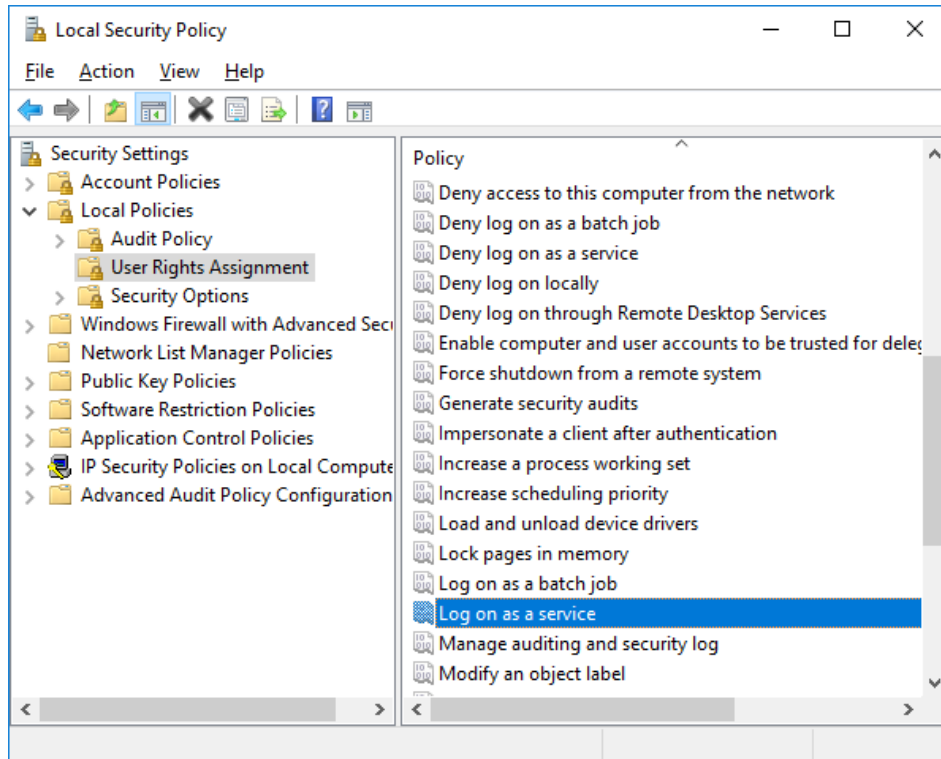 Local Security Policy
File Action View Help
Security Settings
Account Policies
Local Policies
Audit Policy
User Rights Assignment
Security Options
Windows Firewall with Advanced Secu
Network List Manager Policies
Public Key Policies
Software Restriction Policies
Application Control Policies
IP Security Policies on Local Compute
Advanced Audit Policy Configuration
Policy
Deny access to this computer from the network
Deny log on as a batch job
Deny log on as a service
Deny log on locally
Deny log on through Remote Desktop Services
Enable computer and user accounts to be trusted for deleg
Force shutdown from a remote system
Generate security audits
Impersonate a client after authentication
Increase a process working set
Increase scheduling priority
Load and unload device drivers
Lock pages in memory
Log on as a batch job
Log on as a service
Manage auditing and security log
Modify an object label